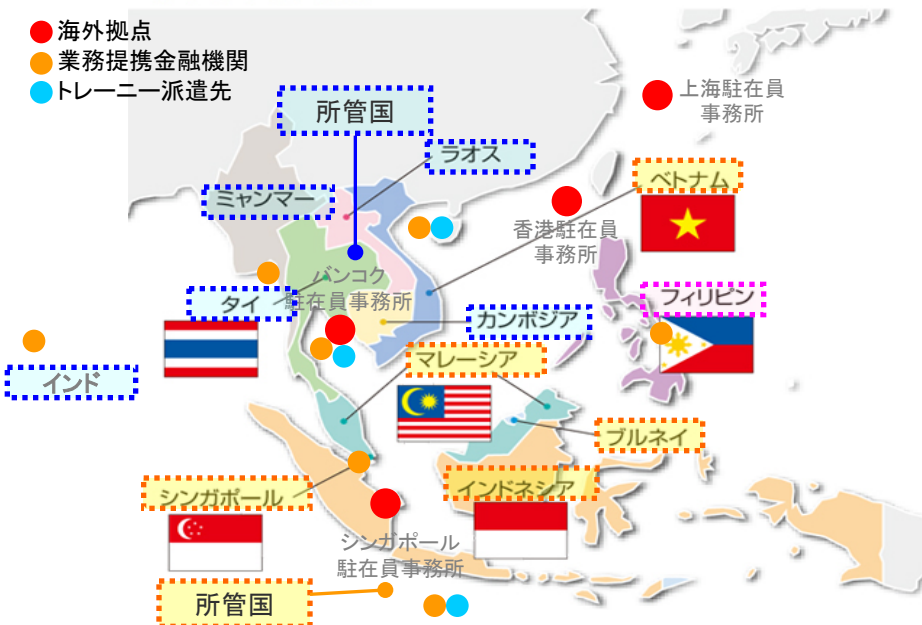 海外拠点
業務提携金融機関
トレーニー派遣先
所管国
上海駐在員
事務所
ラオス
ベトナム
ミャンマー
香港駐在員
事務所
バンコク
駐在員事務所
タイ
フィリピン
カンボジア
マレーシア
インド
ブルネイ
シンガポール
インドネシア
シンガポール
駐在員事務所
所管国